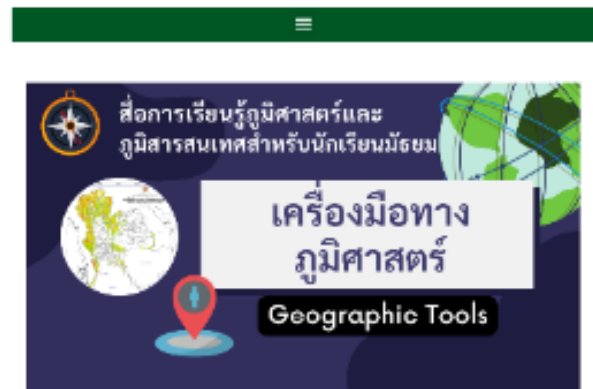 สื่อการเรียนรู้ภูมิศาสตร์และ
ภูมิสารสนเทศสำหรับนักเรียนมัธยม
เครื่องมือทาง
ภูมิศาสตร์
Geographic Tools